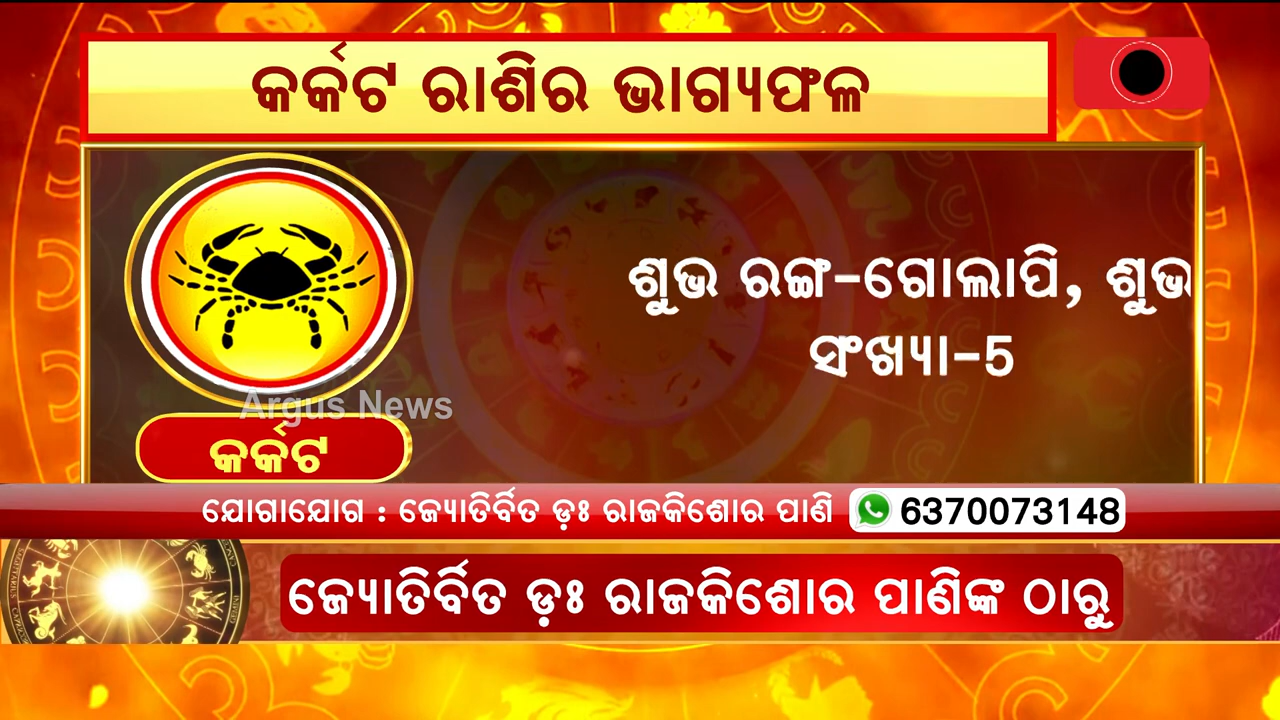 କର୍କଟ ରାଶିର ଭାଗ୍ୟଫଳ
ଶୁଭ ରଙ୍ଗ-ଗୋଲାପି, ଶୁଭ
ସଂଖ୍ୟା-5
Argus News
କର୍କଟ
ଯୋଗାଯୋଗ : ଜ୍ୟୋତିର୍ବିତ ଡ଼ଃ ରାଜକିଶୋର ପାଣି 6370073148
ଜ୍ୟୋତିର୍ବିତ ଡ଼ଃ ରାଜକିଶୋର ପାଣିଙ୍କ ଠାରୁ